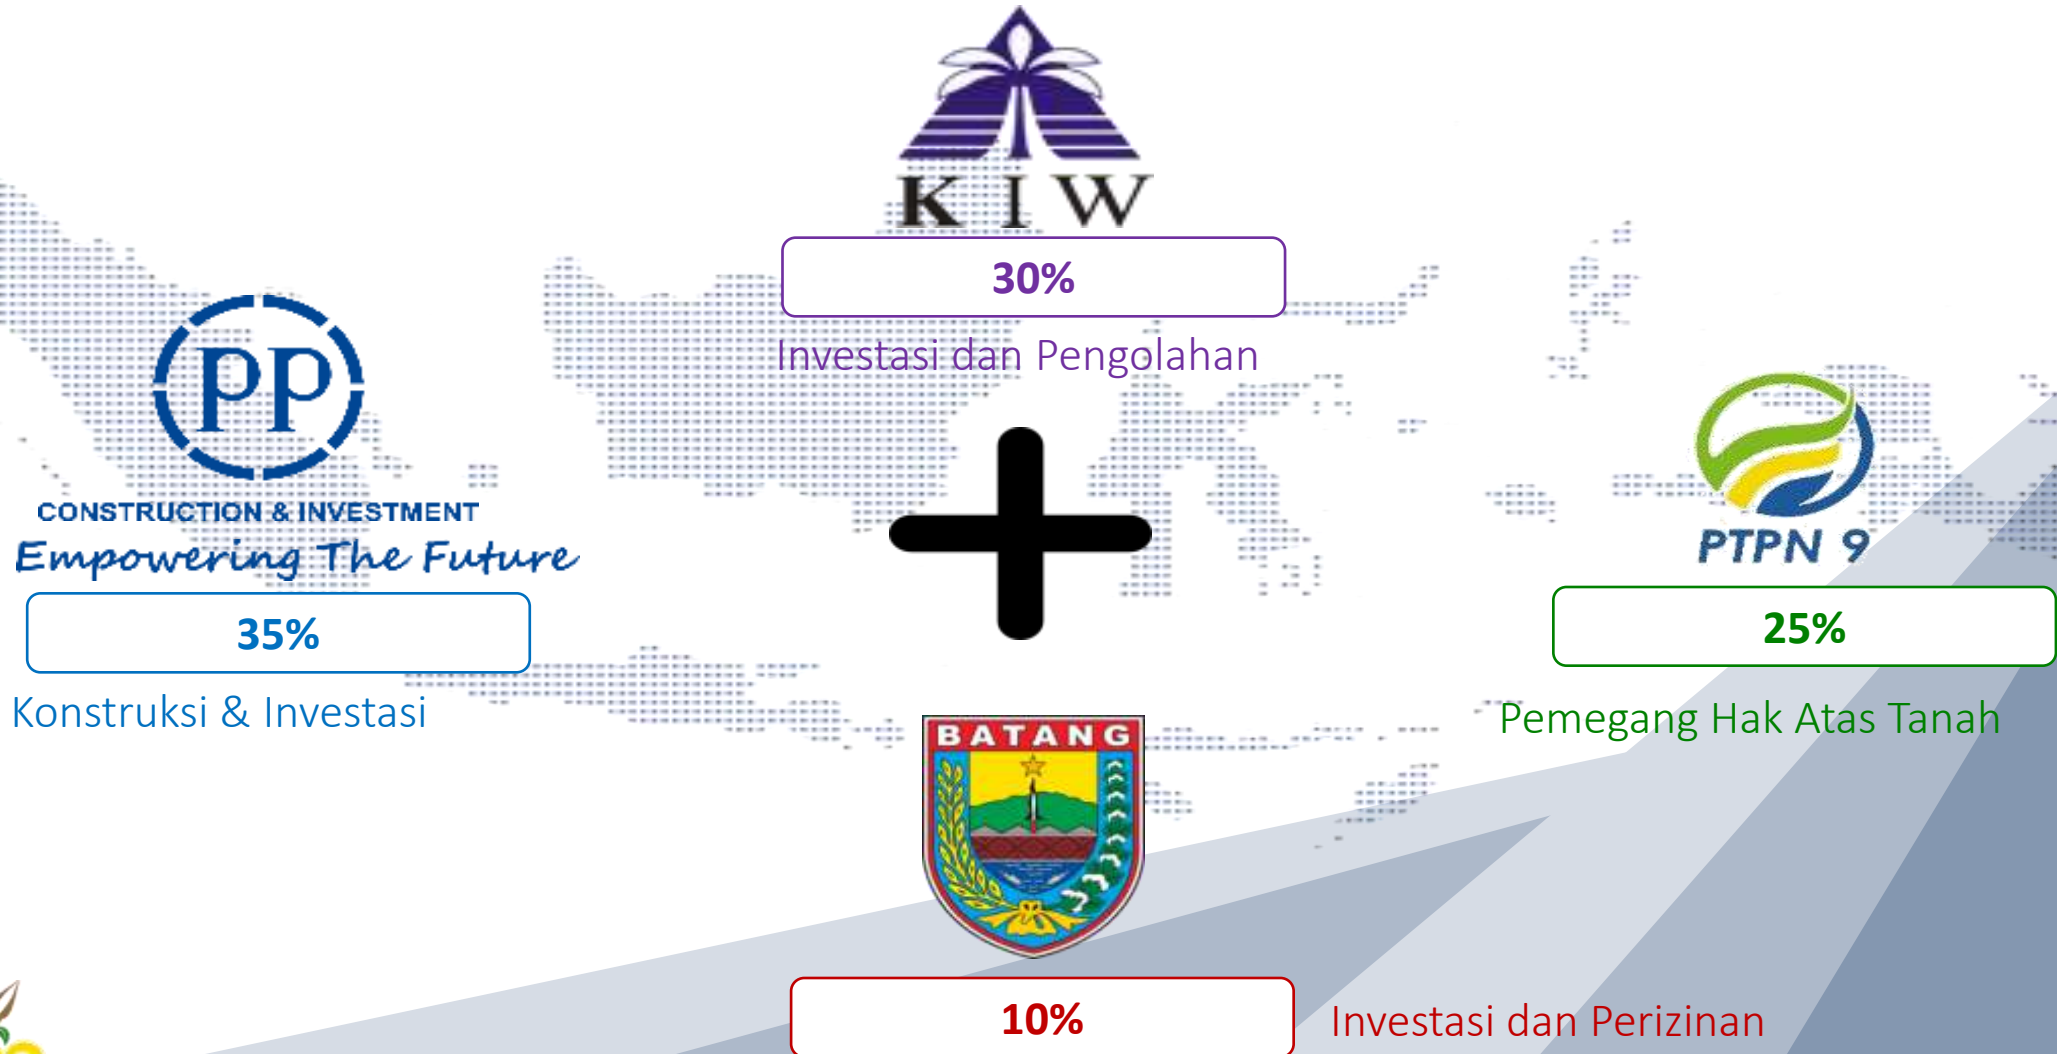 KIW
30%
Investasi dan Pengolahan
PP
CONSTRUCTION & INVESTMENT
Empowering The Future
35%
Konstruksi & Investasi
PTPN 9
25%
Pemegang Hak Atas Tanah
BATANG
10%
Investasi dan Perizinan